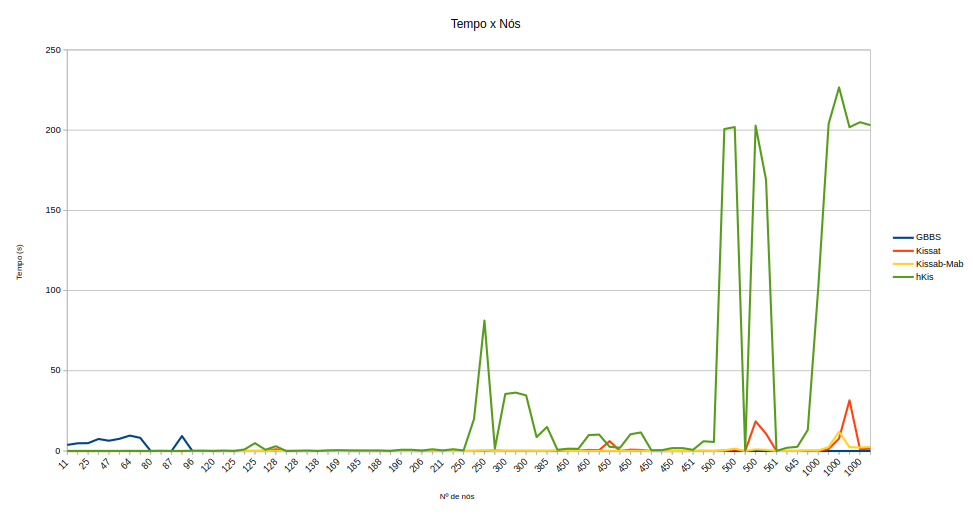 Tempo x Nós
250
200
150
100
50
0
Tempo (s)
11 25 47 64 80 87 96 120 125 125 128 128 138 169 185 188 196 206 211 250 250 300 300 385 450 450 450 450 450 450 451 500 500 500 561 645 1000 1000 1000
Nº de nós
GBBS
Kissat
Kissab-Mab
hKis